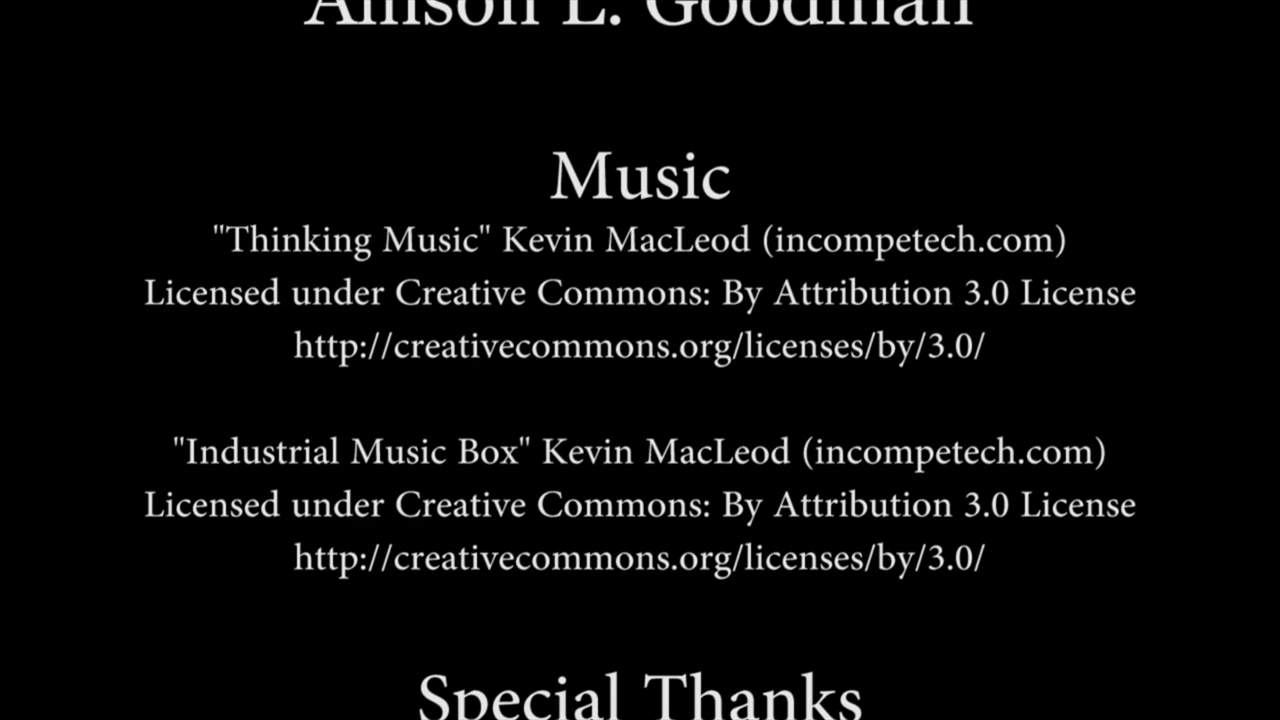 Allison L. Goodman
Music
"Thinking Music" Kevin MacLeod (incompetech.com)
Licensed under Creative Commons: By Attribution 3.0 License
http://creativecommons.org/licenses/by/3.0/
"Industrial Music Box" Kevin MacLeod (incompetech.com)
Licensed under Creative Commons: By Attribution 3.0 License
http://creativecommons.org/licenses/by/3.0/
Special Thanks